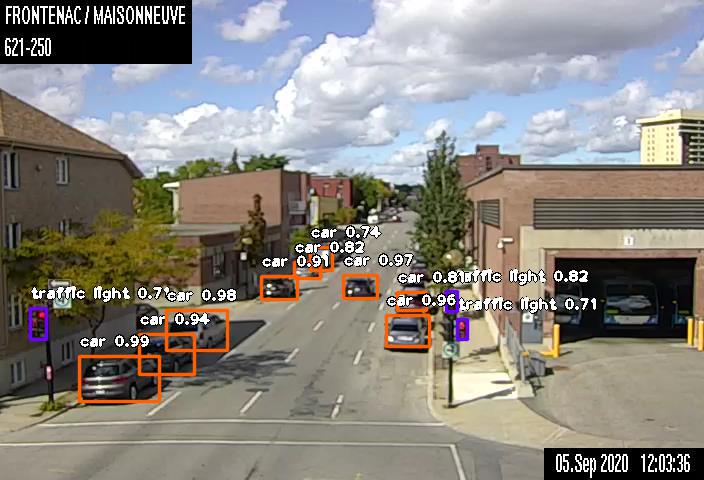 FRONTENAC / MAISONNEUVE
621-250
car 0.74
car 0.82
car 0.91
car 0.97
car 0.81
traffic light 0.82
traffic light 0.7
car 0.98
car 0.96
traffic light 0.71
car 0.94
car 0.99
05.Sep 2020 12:03:36